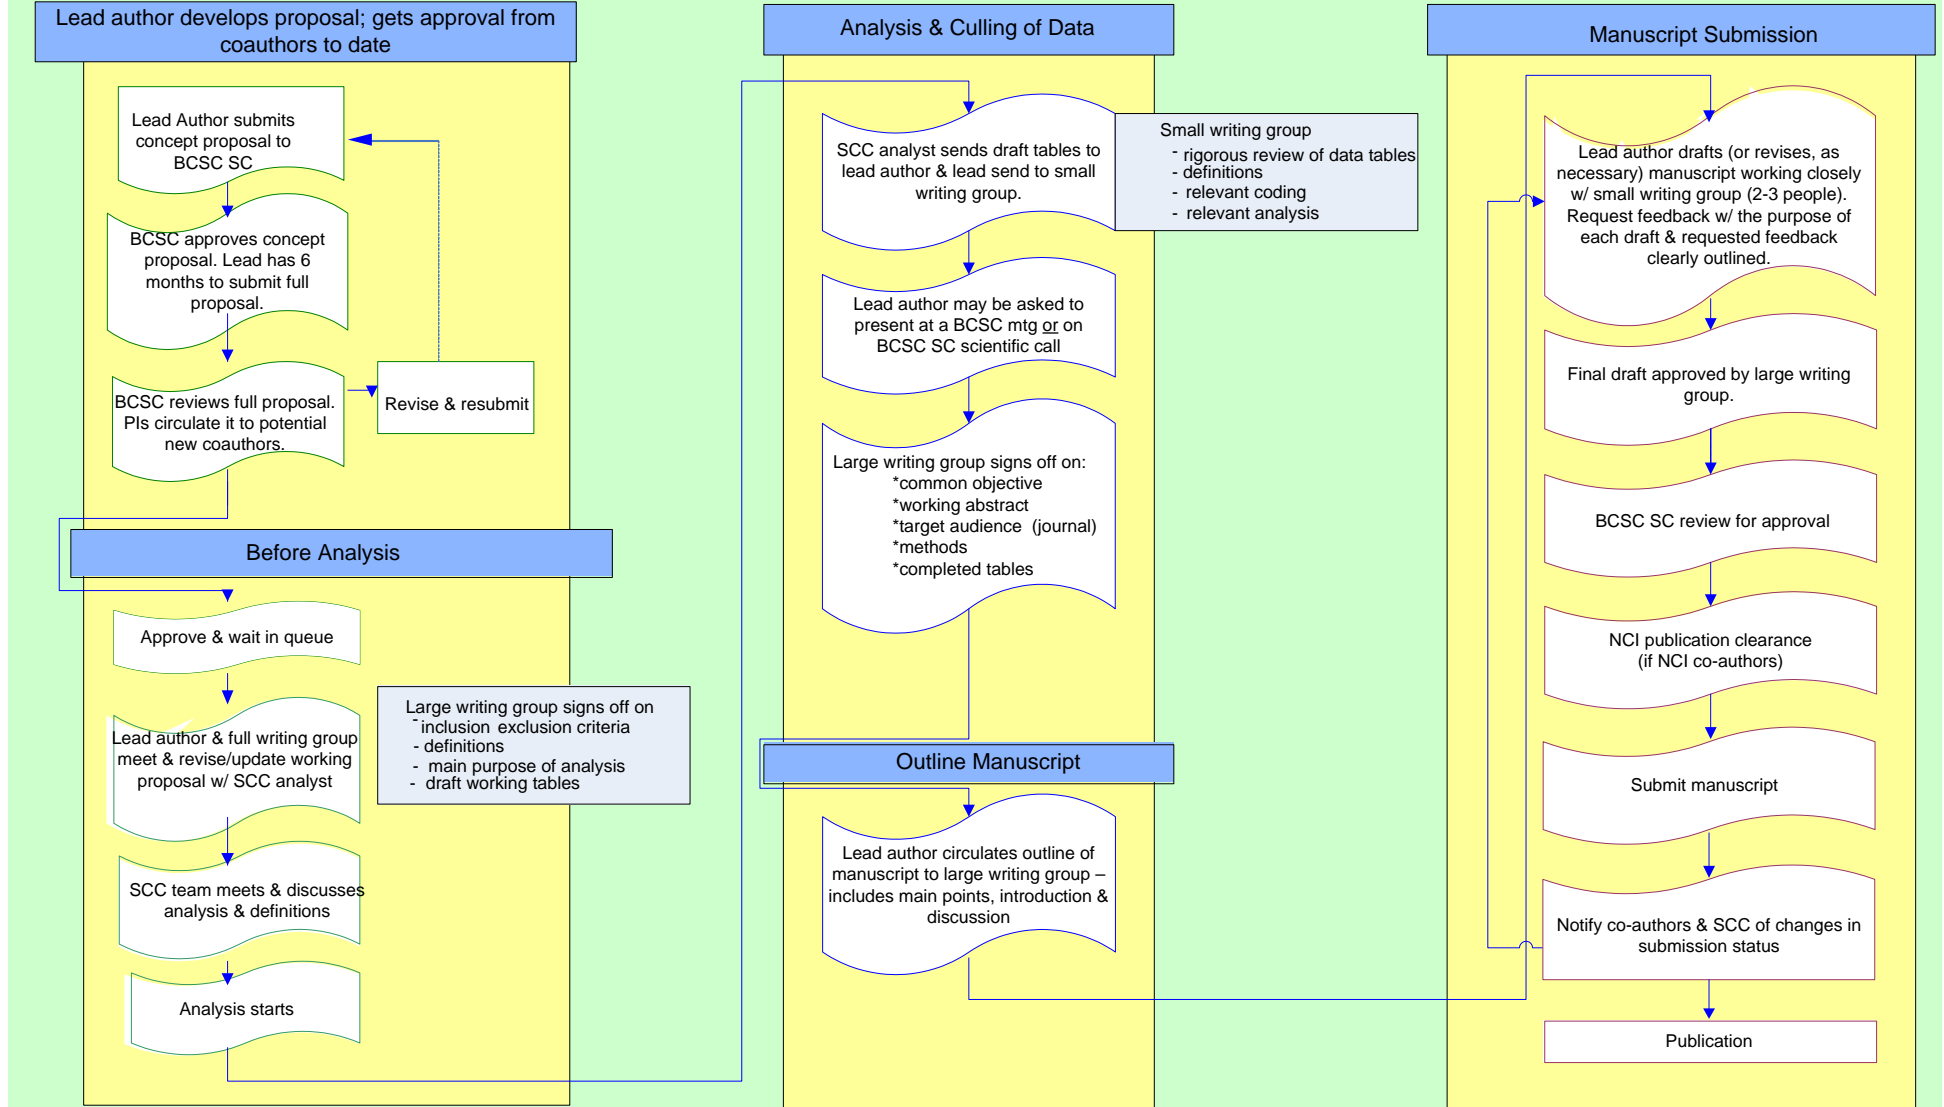 Lead author develops proposal; gets approval from
coauthors to date
Lead Author submits
concept proposal to
BCSC SC
BCSC approves concept
proposal. Lead has 6
months to submit full
proposal.
BCSC reviews full proposal.
PIs circulate it to potential
new coauthors.
Revise & resubmit
Before Analysis
Approve & wait in queue
Lead author & full writing group
meet & revise/update working
proposal w/ SCC analyst
Large writing group signs off on
- inclusion exclusion criteria
- definitions
- main purpose of analysis
- draft working tables
SCC team meets & discusses
analysis & definitions
Analysis starts
Analysis & Culling of Data
SCC analyst sends draft tables to
lead author & lead send to small
writing group.
Small writing group
- rigorous review of data tables
- definitions
- relevant coding
- relevant analysis
Lead author may be asked to
present at a BCSC mtg or on
BCSC SC scientific call
Large writing group signs off on:
*common objective
*working abstract
*target audience (journal)
*methods
*completed tables
Outline Manuscript
Lead author circulates outline of
manuscript to large writing group –
includes main points, introduction &
discussion
Manuscript Submission
Lead author drafts (or revises, as
necessary) manuscript working closely
w/ small writing group (2-3 people).
Request feedback w/ the purpose of
each draft & requested feedback
clearly outlined.
Final draft approved by large writing
group.
BCSC SC review for approval
NCI publication clearance
(if NCI co-authors)
Submit manuscript
Notify co-authors & SCC of changes in
submission status
Publication